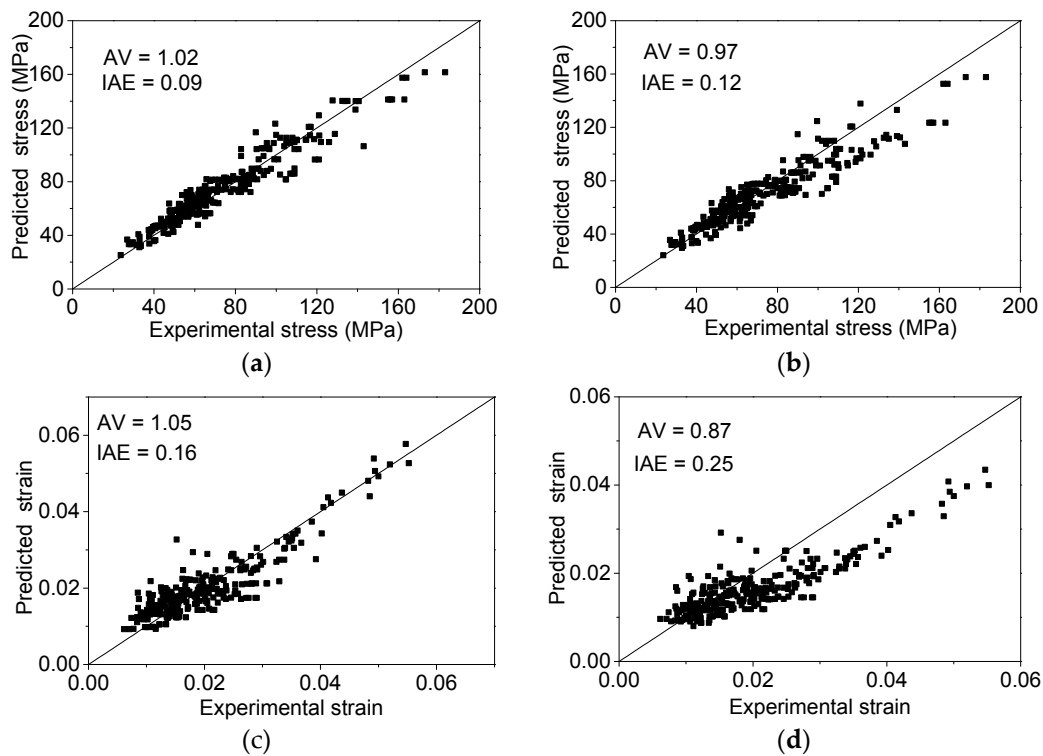 200
160
120
80
40
0
Predicted stress (MPa)
AV = 1.02
IAE = 0.09
0 40 80 120 160 200
Experimental stress (MPa)
(a)
200
160
120
80
40
0
Predicted stress (MPa)
AV = 0.97
IAE = 0.12
0 40 80 120 160 200
Experimental stress (MPa)
(b)
0.06
0.04
0.02
0.00
Predicted strain
AV = 1.05
IAE = 0.16
0.00 0.02 0.04 0.06
Experimental strain
(c)
0.06
0.04
0.02
0.00
Predicted strain
AV = 0.87
IAE = 0.25
0.00 0.02 0.04 0.06
Experimental strain
(d)